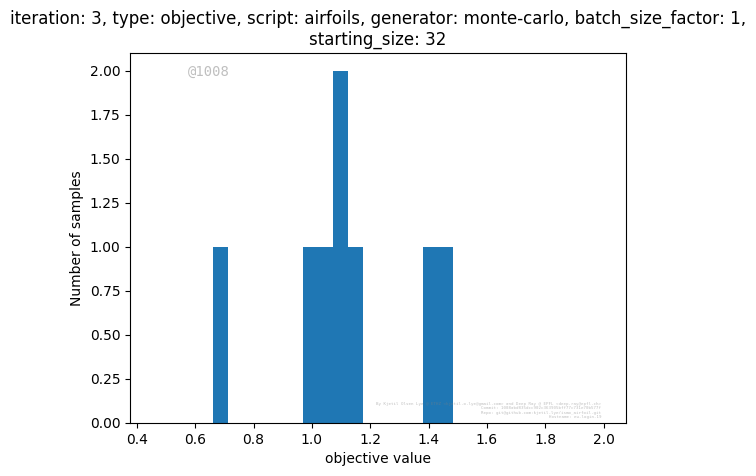 iteration: 3, type: objective, script: airfoils, generator: monte-carlo, batch_size_factor: 1,
starting_size: 32
@1008
2.00
1.75
1.50
1.25
1.00
0.75
0.50
0.25
0.00
Number of samples
0.4 0.6 0.8 1.0 1.2 1.4 1.6 1.8 2.0
objective value